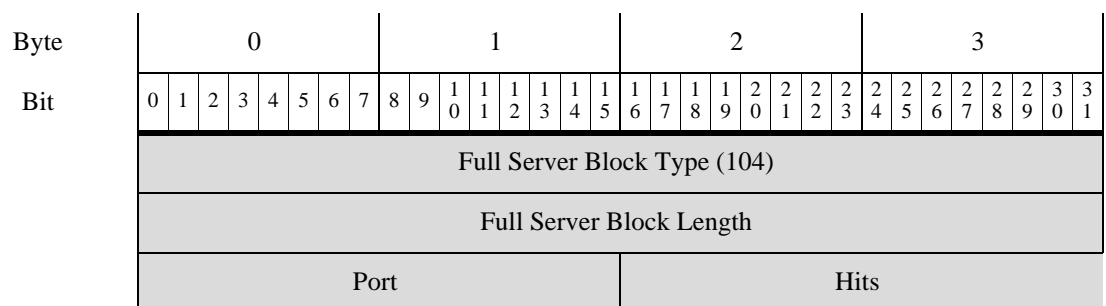 Byte 0 1 2 3
Bit 0 1 2 3 4 5 6 7 8 9 10 11 12 13 14 15 16 17 18 19 20 21 22 23 24 25 26 27 28 29 30 31
Full Server Block Type (104)
Full Server Block Length
Port Hits